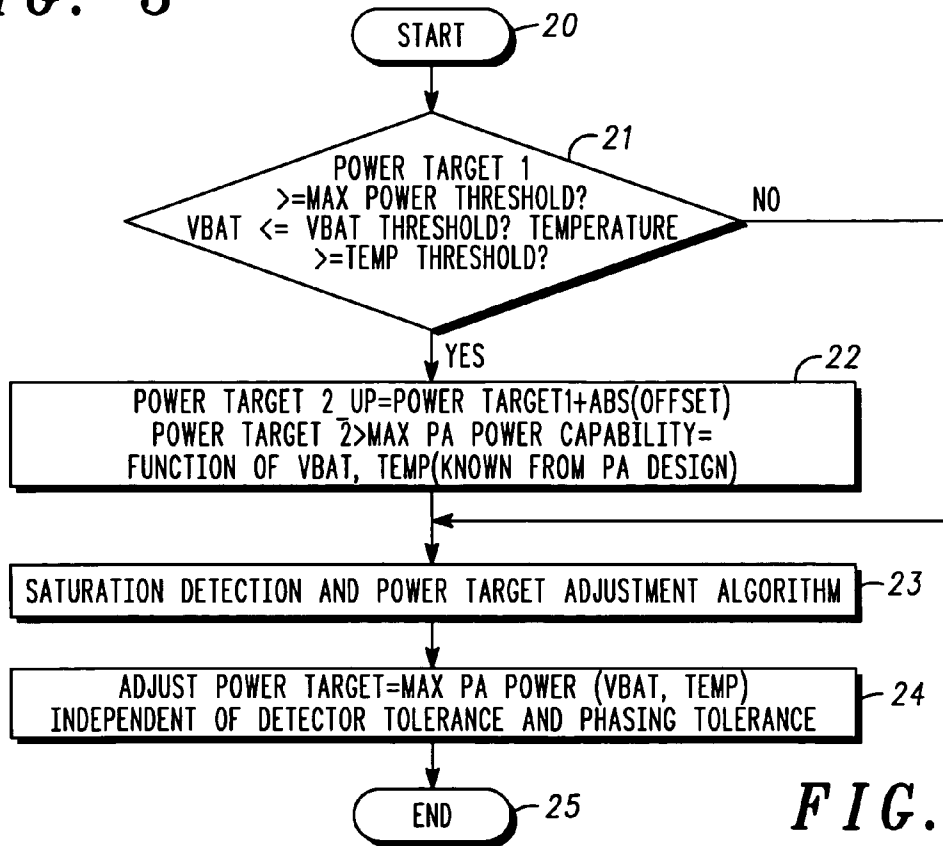 START
20
21
POWER TARGET 1
>=MAX POWER THRESHOLD?
VBAT <= VBAT THRESHOLD? TEMPERATURE
>=TEMP THRESHOLD?
NO
YES
22
POWER TARGET 2_UP=POWER TARGET1+ABS(OFFSET)
POWER TARGET 2>MAX PA POWER CAPABILITY=
FUNCTION OF VBAT, TEMP(KNOWN FROM PA DESIGN)
SATURATION DETECTION AND POWER TARGET ADJUSTMENT ALGORITHM
23
ADJUST POWER TARGET=MAX PA POWER (VBAT, TEMP)
INDEPENDENT OF DETECTOR TOLERANCE AND PHASING TOLERANCE
24
END
25
FIG.